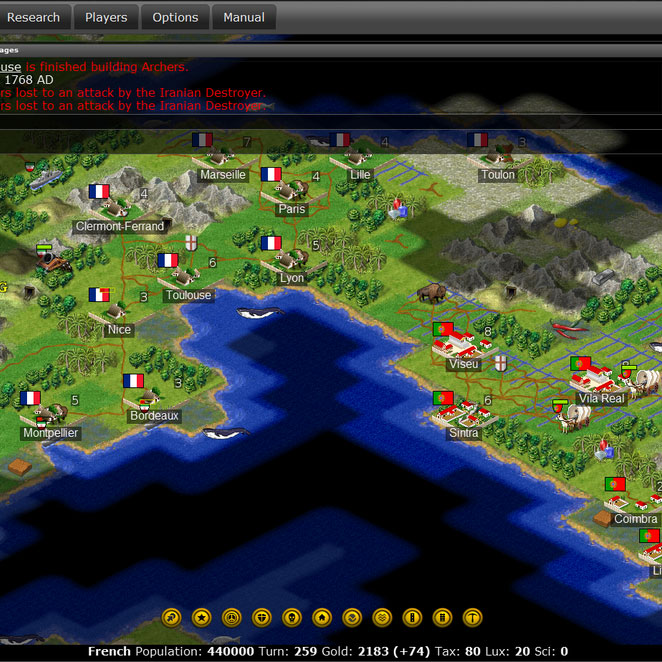 Research Players Options Manual
ages
use is finished building Archers.
1768 AD
rs lost to an attack by the Iranian Destroyer.
rs lost to an attack by the Iranian Destroyer.
7 4 3
Marseille Lille Toulon
4 4
Paris
Clermont-Ferrand
5
6
Lyon
Toulouse
3
Nice
8
Viseu
3
5
Vila Real
6
Bordeaux
Montpellier
Sintra
2
Coimbra
Li
French Population: 440000 Turn: 259 Gold: 2183 (+74) Tax: 80 Lux: 20 Sci: 0